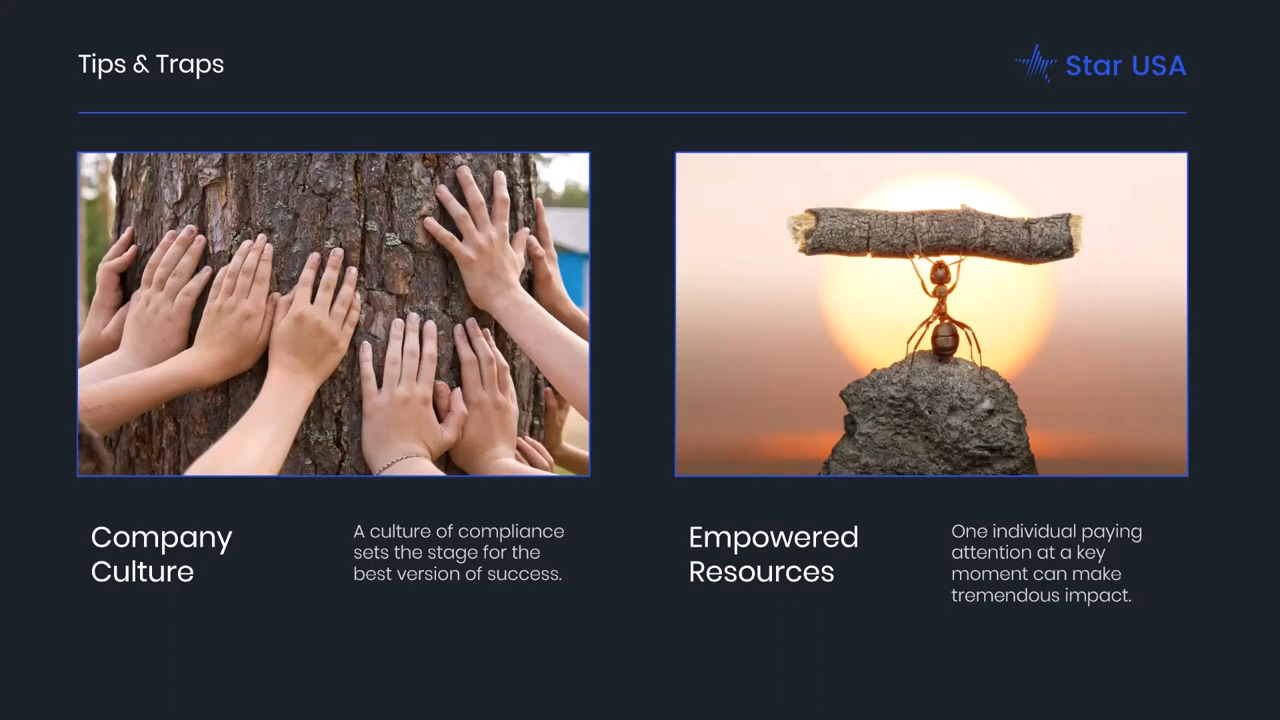 Tips & Traps
Star USA
Company
Culture
A culture of compliance
sets the stage for the
best version of success.
Empowered
Resources
One individual paying
attention at a key
moment can make
tremendous impact.